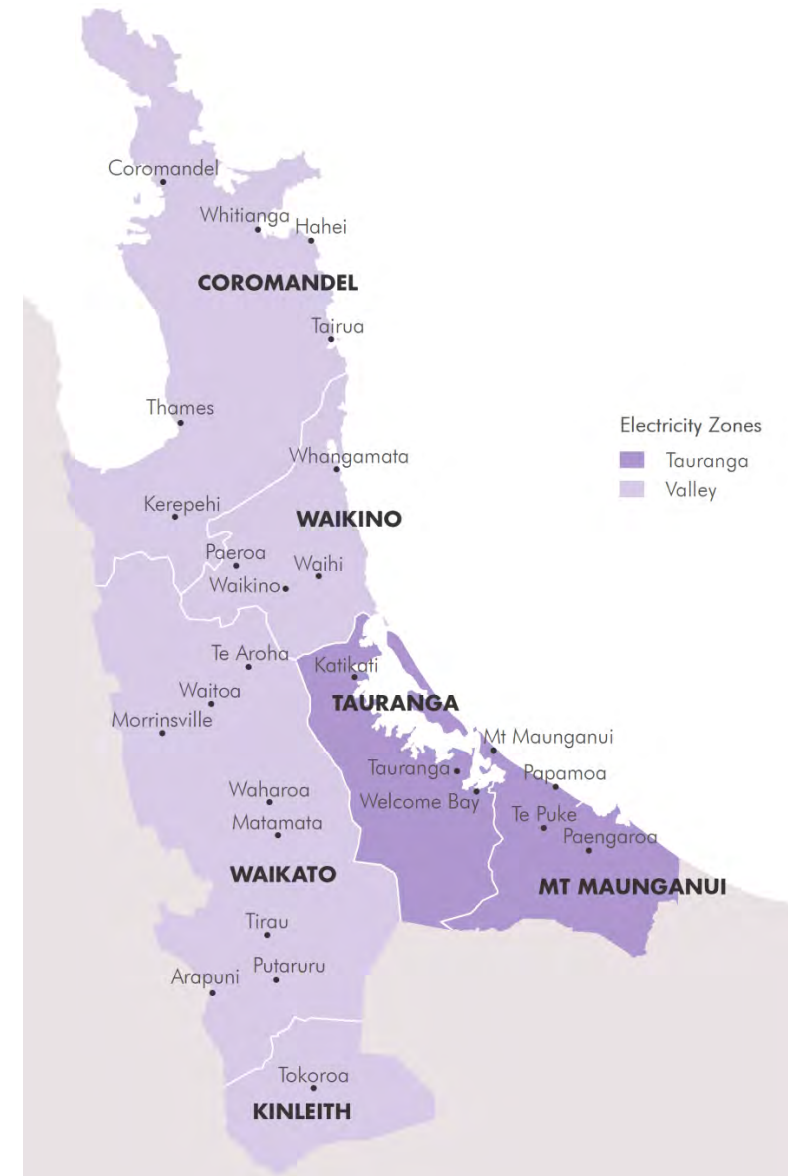 Coromandel
Whitianga
Hahei
COROMANDEL
Tairua
Thames
Electricity Zones
Tauranga
Valley
Whangamata
Kerepehi
WAIKINO
Paeroa
Waihi
Waikino
Te Aroha
Katikati
Waitoa
TAURANGA
Morrinsville
Mt Maunganui
Tauranga
Papamoa
Waharoa
Welcome Bay
Te Puke
Matamata
Paengaroa
WAIKATO
MT MAUNGANUI
Tirau
Putaruru
Arapuni
Tokoroa
KINLEITH